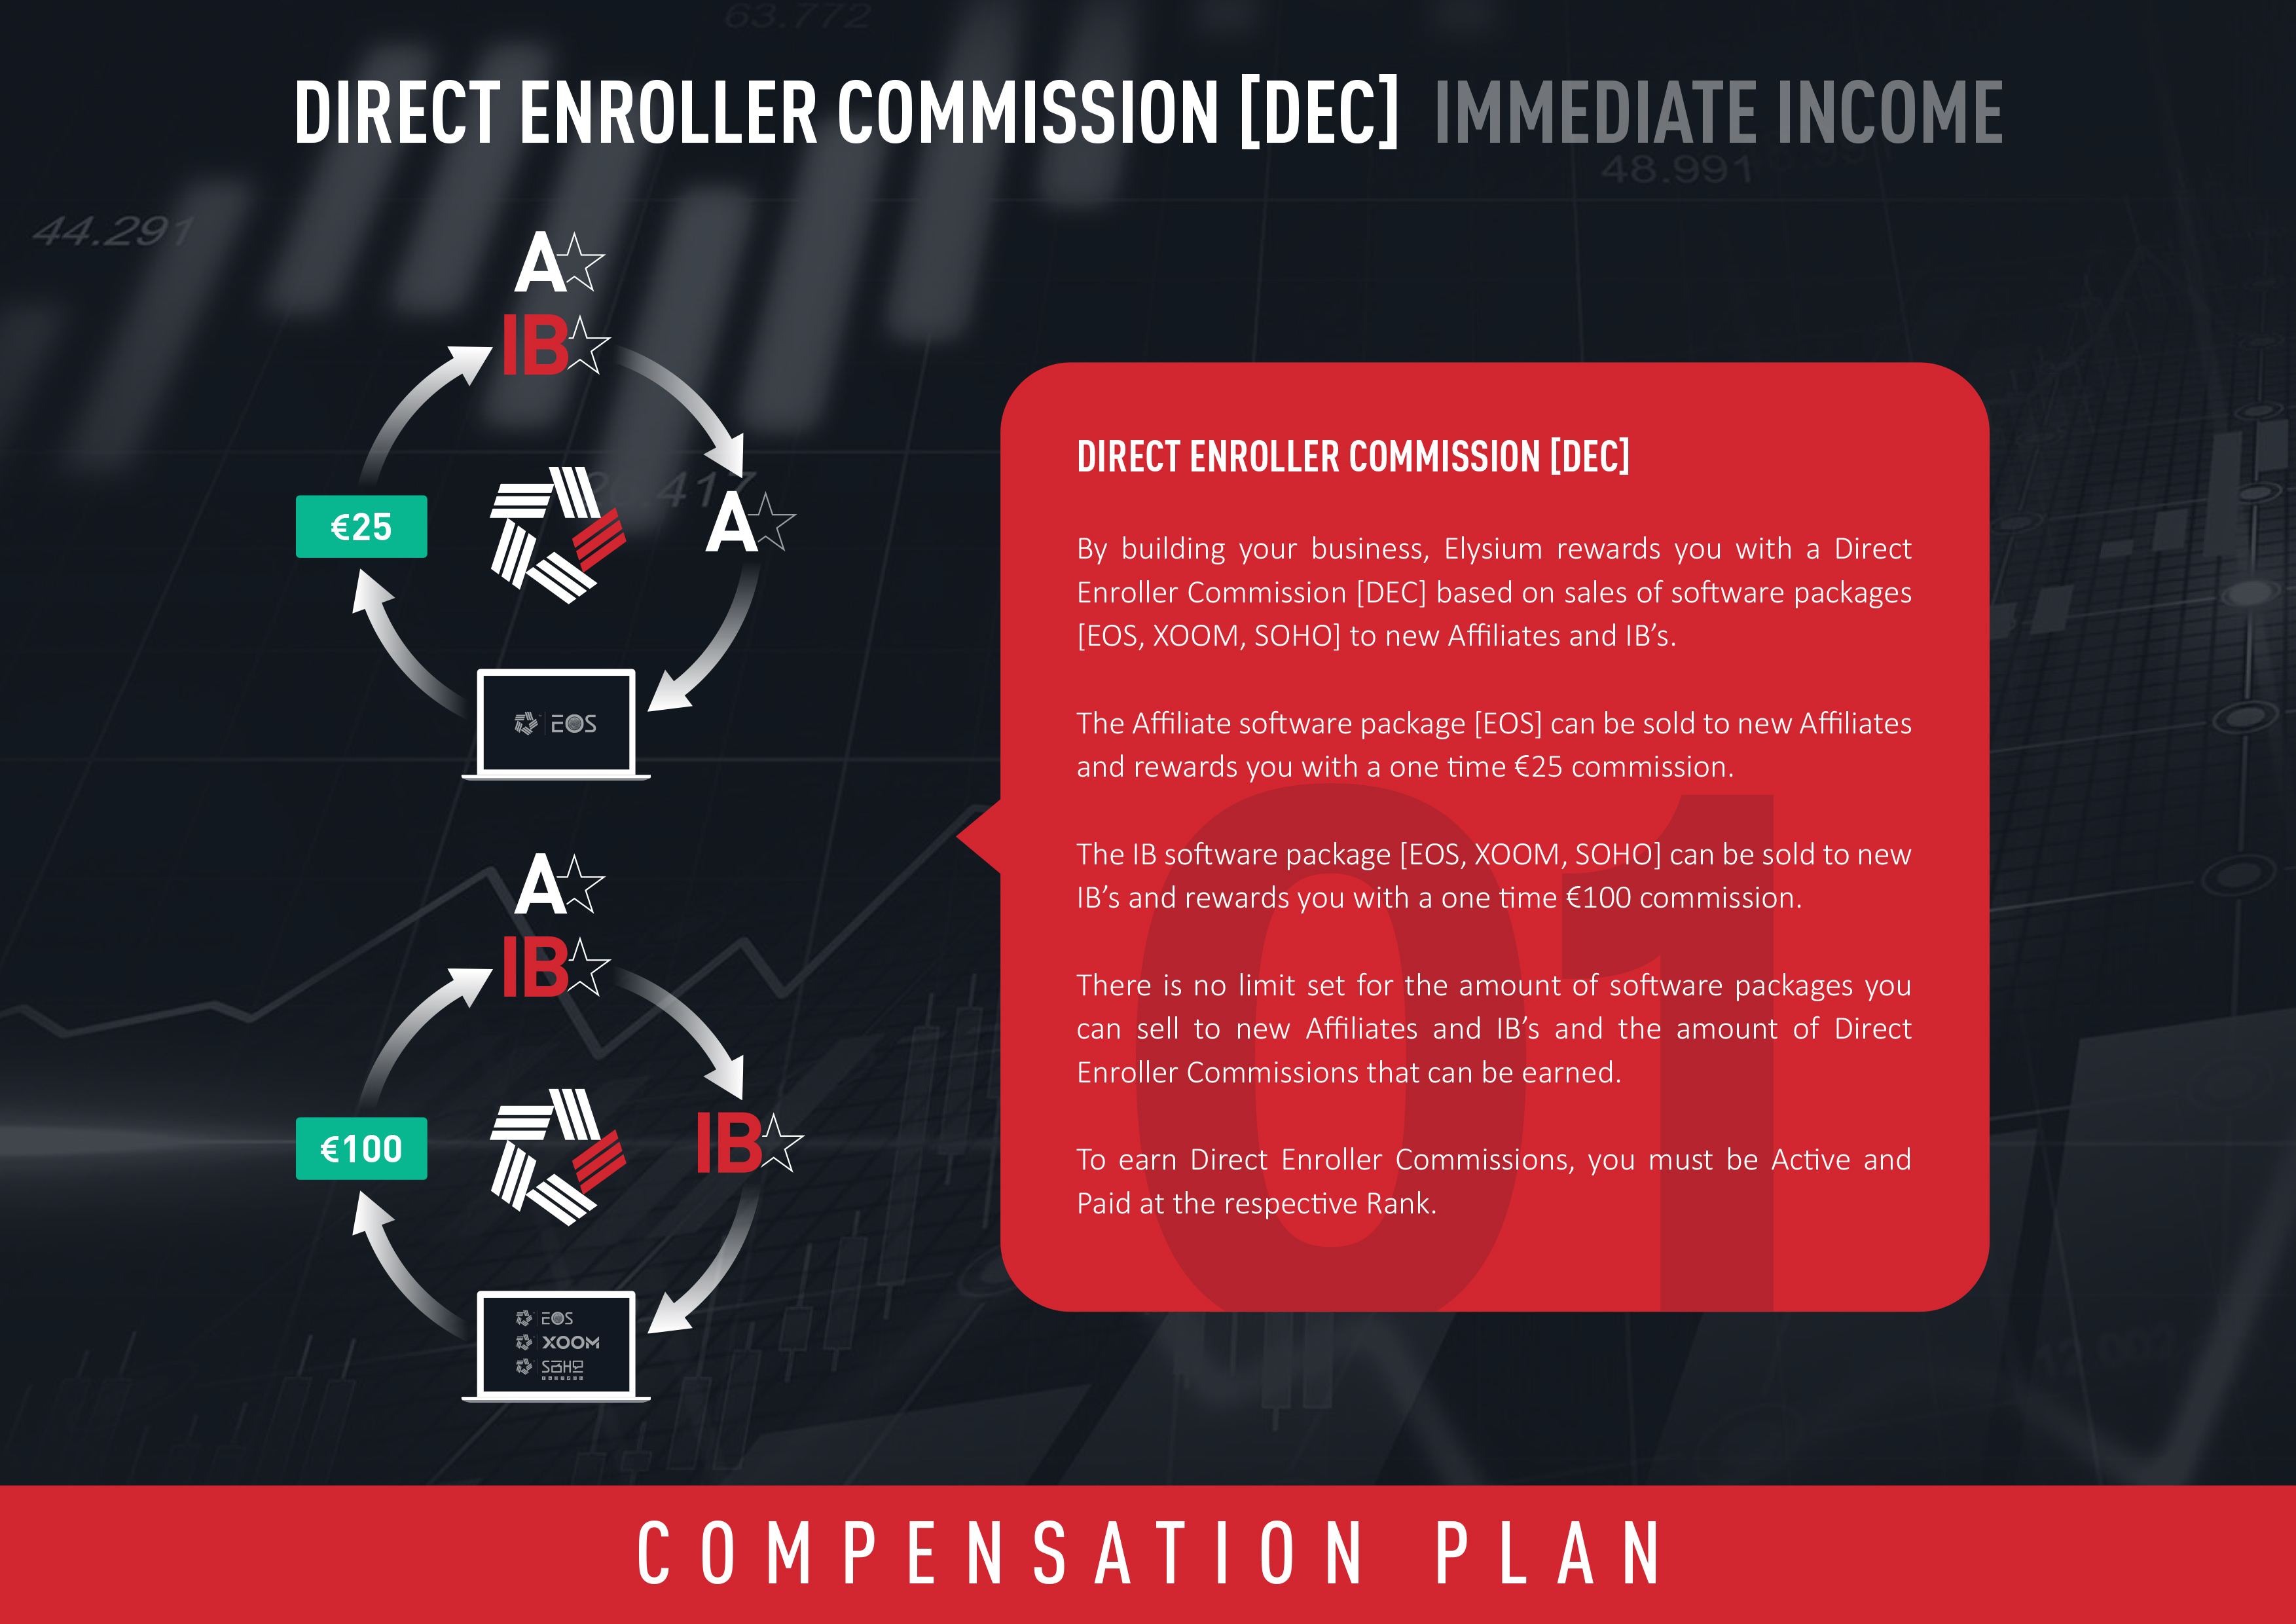 63.772
DIRECT ENROLLER COMMISSION [DEC] IMMEDIATE INCOME
48.991
44.291
A
IB
€25
A
EOS
DIRECT ENROLLER COMMISSION [DEC]
By building your business, Elysium rewards you with a Direct
Enroller Commission [DEC] based on sales of software packages
[EOS, XOOM, SOHO] to new Affiliates and IB’s.
The Affiliate software package [EOS] can be sold to new Affiliates
and rewards you with a one time €25 commission.
The IB software package [EOS, XOOM, SOHO] can be sold to new
IB’s and rewards you with a one time €100 commission.
There is no limit set for the amount of software packages you
can sell to new Affiliates and IB’s and the amount of Direct
Enroller Commissions that can be earned.
To earn Direct Enroller Commissions, you must be Active and
Paid at the respective Rank.
01
A
IB
€100
IB
EOS
XOOM
SOHO
12.002
COMPENSATION PLAN